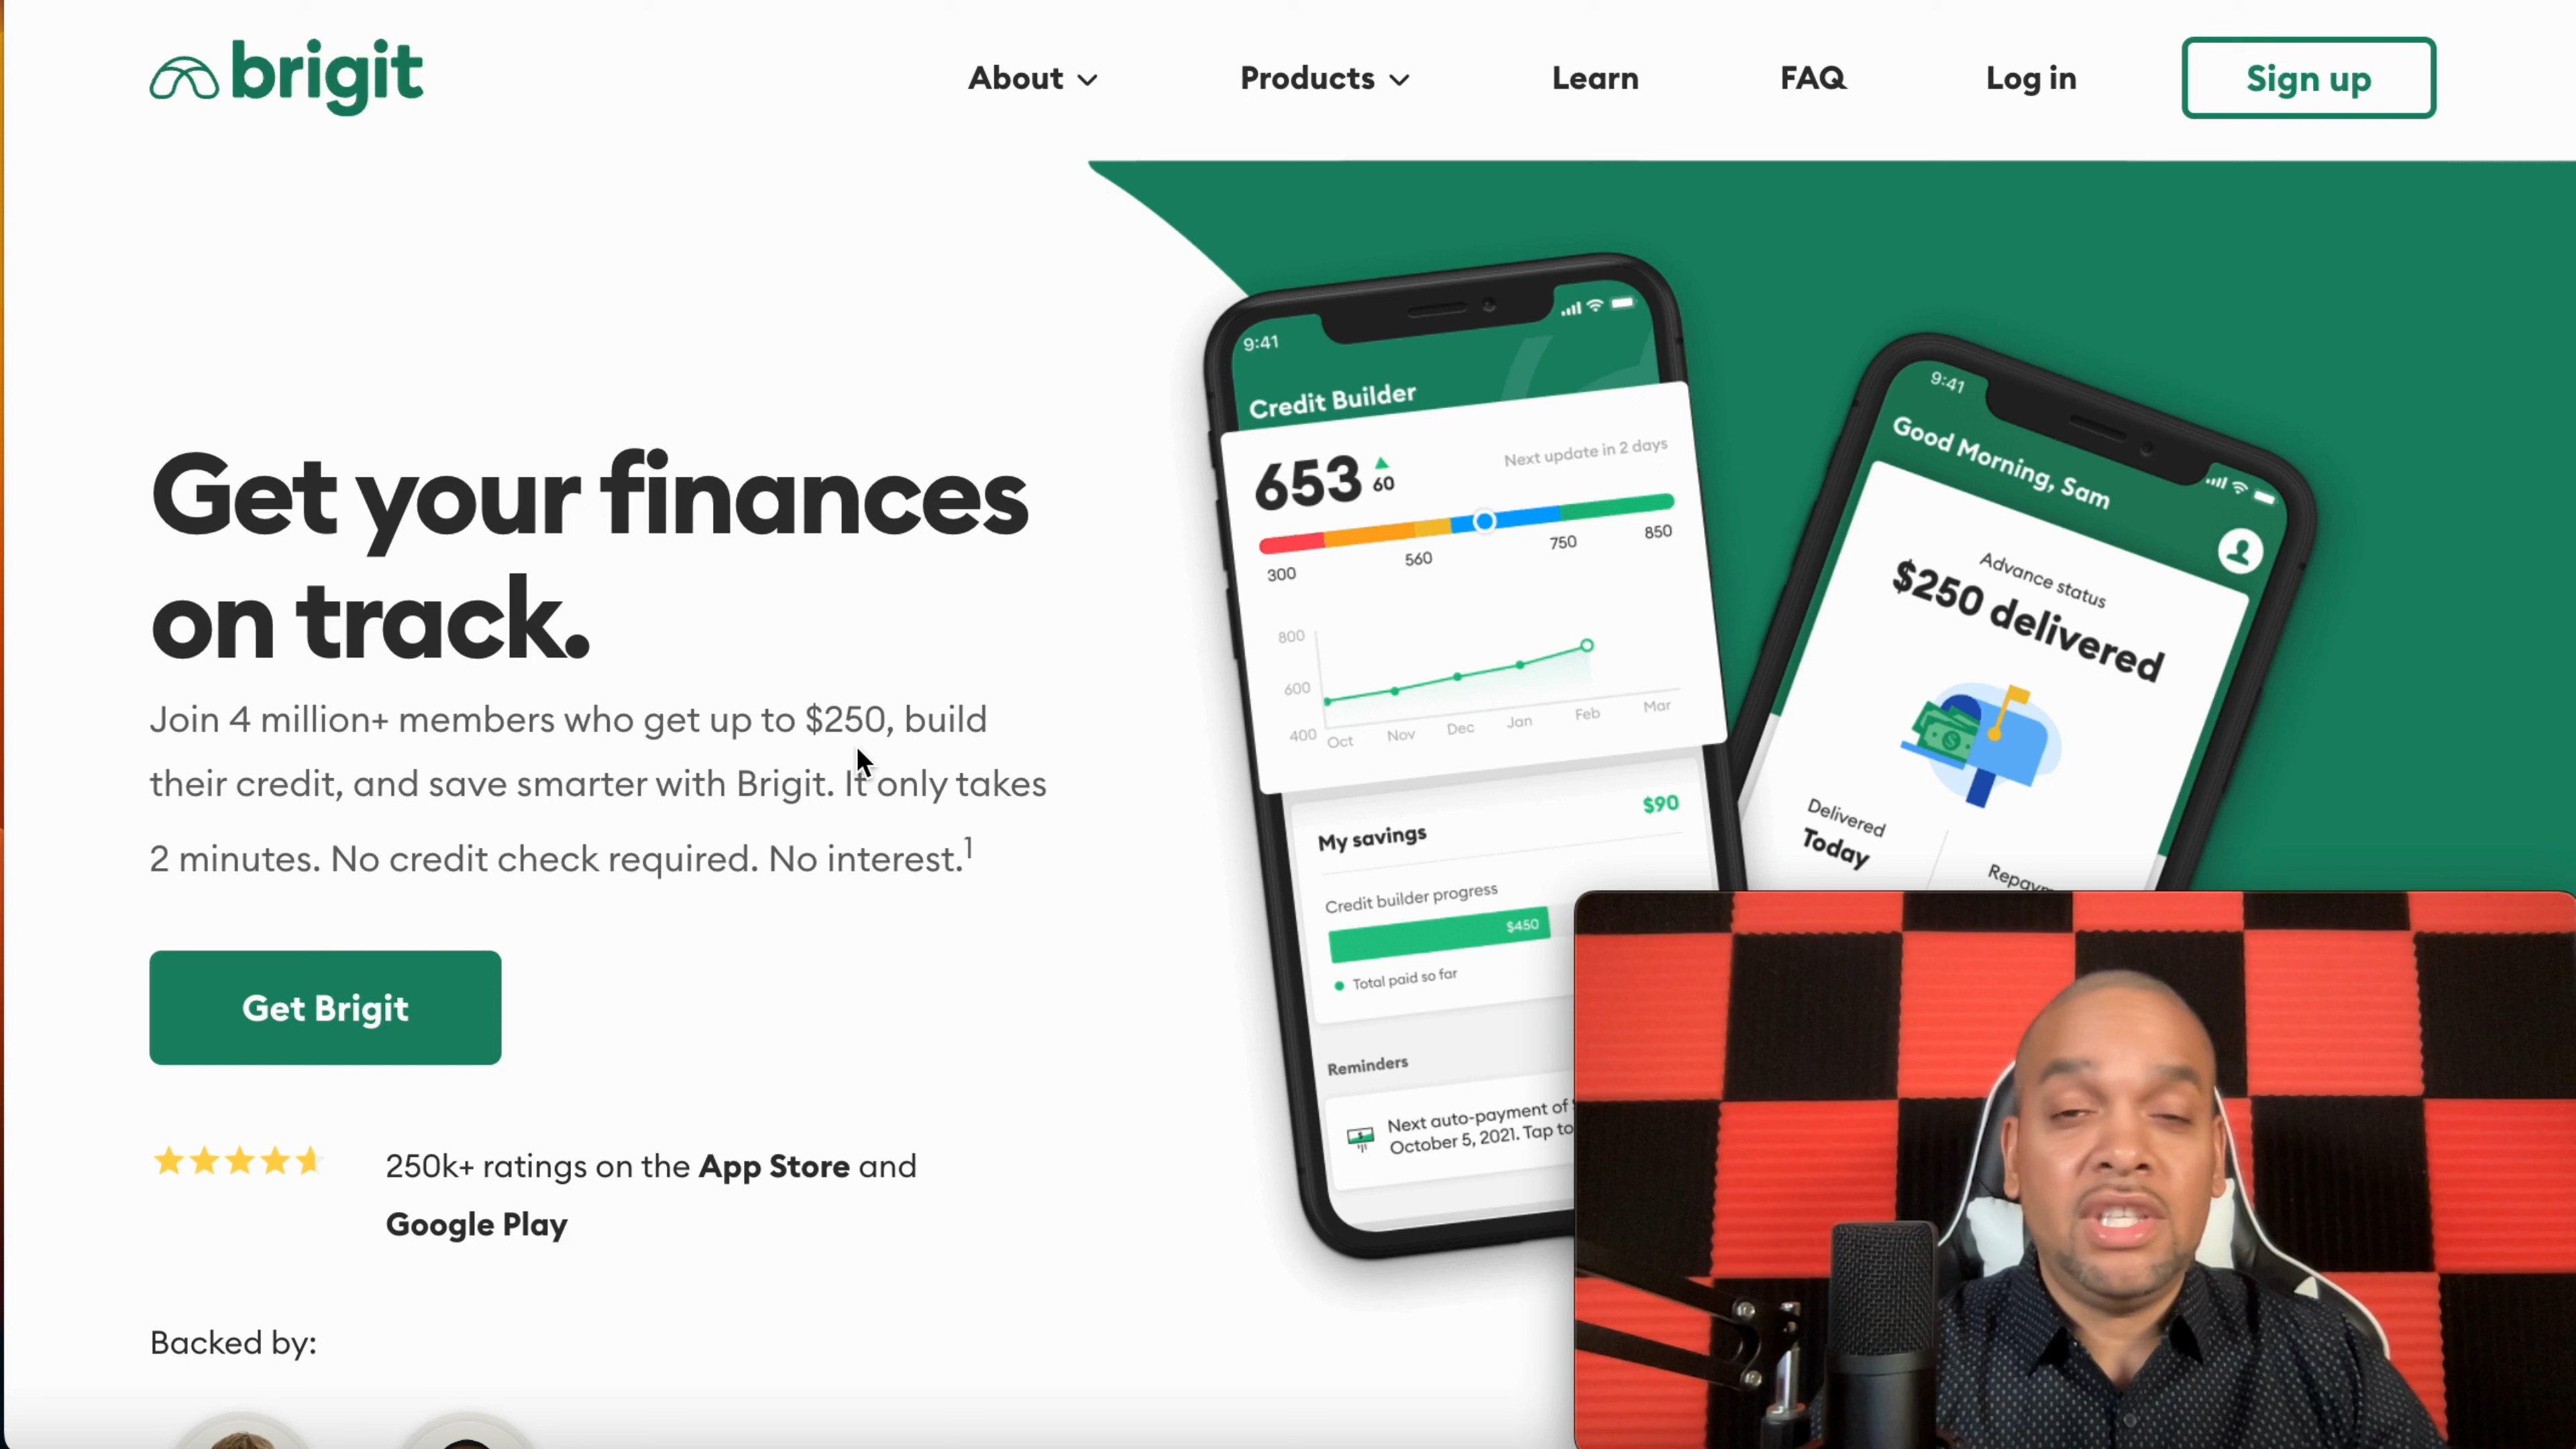 brigit
About
Products
Learn
FAQ
Log in
Sign up
Get your finances
on track.
Join 4 million+ members who get up to $250, build
their credit, and save smarter with Brigit. It only takes
2 minutes. No credit check required. No interest.1
Get Brigit
250k+ ratings on the App Store and
Google Play
Backed by:
9:41
Credit Builder
653
60
Next update in 2 days
300
560
750
850
800
600
400
Oct
Nov
Dec
Jan
Feb
Mar
My savings
$90
Credit builder progress
$450
Total paid so far
Reminders
Next auto-payment of
October 5, 2021. Tap to
9:41
Good Morning, Sam
Advance status
$250 delivered
Delivered
Today